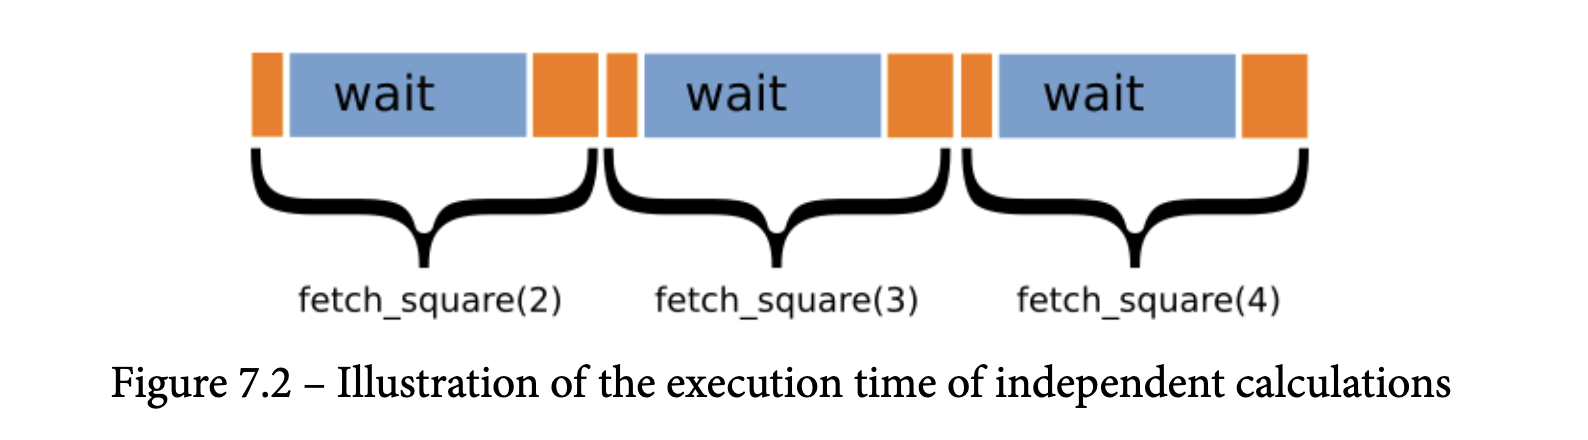 wait wait wait
fetch_square(2) fetch_square(3) fetch_square(4)
Figure 7.2 – Illustration of the execution time of independent calculations